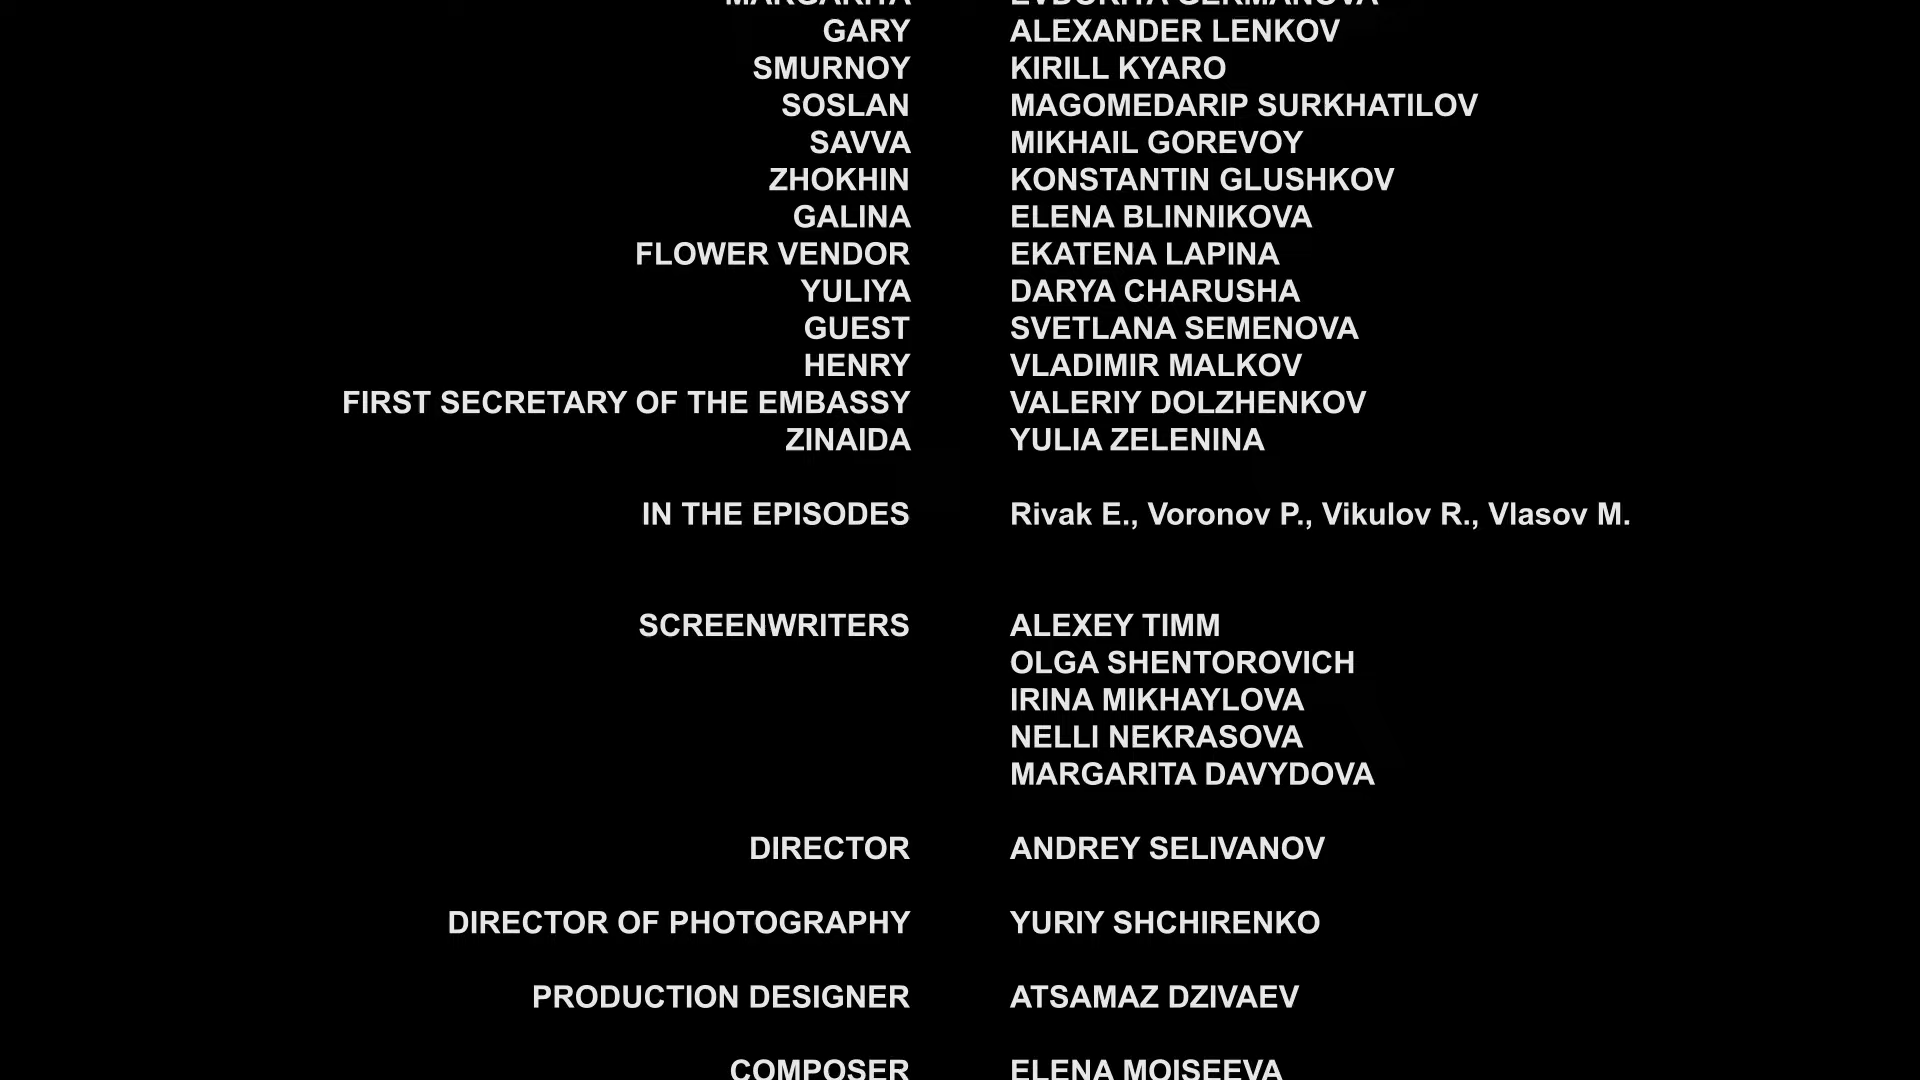 MARGARITA EVDOKIYA GERMANOVA
GARY ALEXANDER LENKOV
SMURNOY KIRILL KYARO
SOSLAN MAGOMEDARIP SURKHATILOV
SAVVA MIKHAIL GOREVOY
ZHOKHIN KONSTANTIN GLUSHKOV
GALINA ELENA BLINNIKOVA
FLOWER VENDOR EKATENA LAPINA
YULIYA DARYA CHARUSHA
GUEST SVETLANA SEMENOVA
HENRY VLADIMIR MALKOV
FIRST SECRETARY OF THE EMBASSY VALERIY DOLZHENKOV
ZINAIDA YULIA ZELENINA
IN THE EPISODES Rivak E., Voronov P., Vikulov R., Vlasov M.
SCREENWRITERS ALEXEY TIMM
OLGA SHENTOROVICH
IRINA MIKHAYLOVA
NELLI NEKRASOVA
MARGARITA DAVYDOVA
DIRECTOR ANDREY SELIVANOV
DIRECTOR OF PHOTOGRAPHY YURIY SHCHIRENKO
PRODUCTION DESIGNER ATSAMAZ DZIVAEV
COMPOSER ELENA MOISEEVA